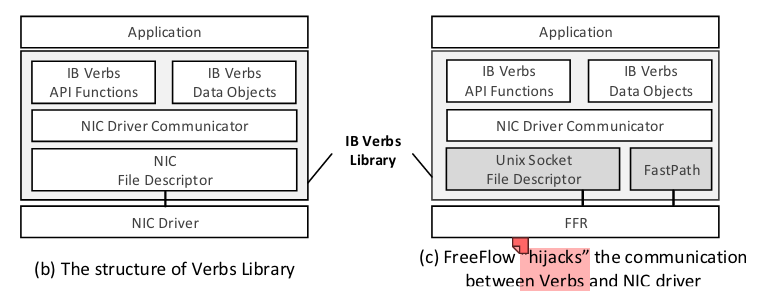 Application
IB Verbs
API Functions
IB Verbs
Data Objects
NIC Driver Communicator
NIC
File Descriptor
NIC Driver
(b) The structure of Verbs Library
IB Verbs
Library
Application
IB Verbs
API Functions
IB Verbs
Data Objects
NIC Driver Communicator
Unix Socket
File Descriptor
FastPath
FFR
(c) FreeFlow "hijacks” the communication
between Verbs and NIC driver